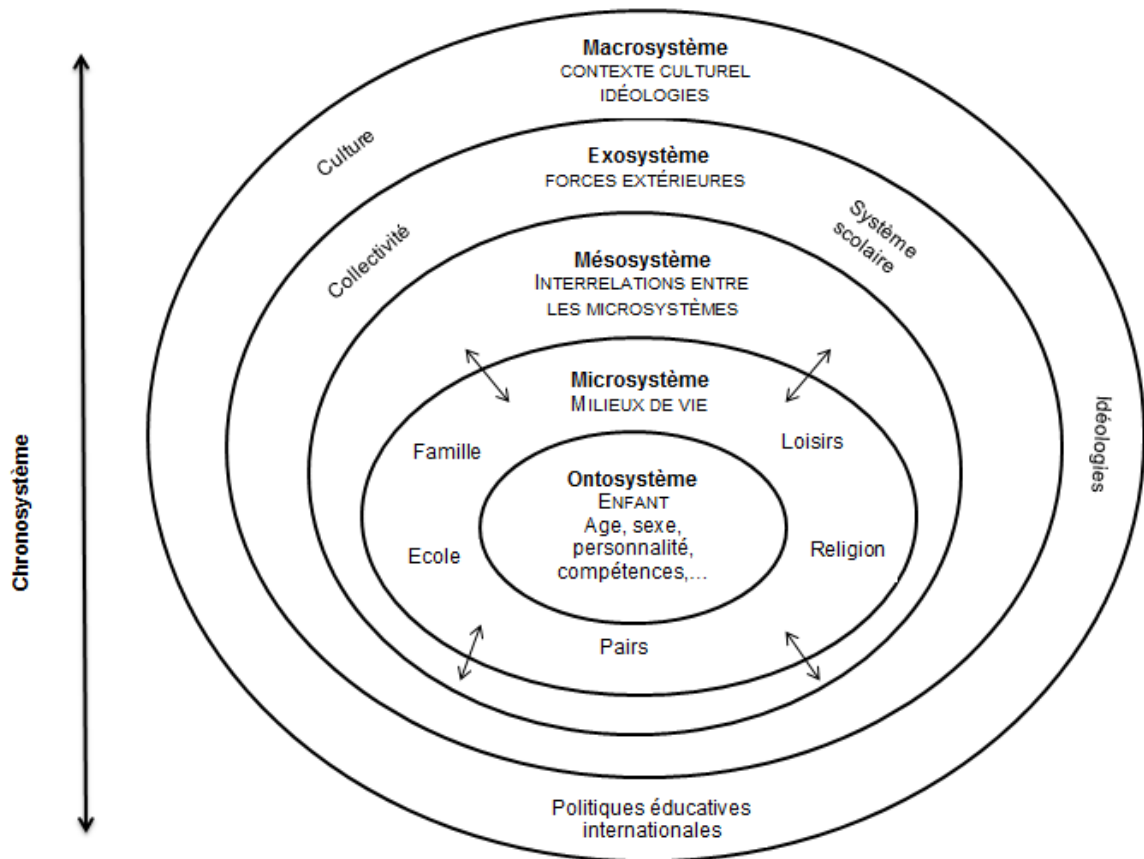 Macrosystème
CONTEXTE CULTUREL
IDÉOLOGIES
Culture
Exosystème
FORCES EXTÉRIEURES
Collectivité
Système
scolaire
Mésosystème
INTERRELATIONS ENTRE
LES MICROSYSTÈMES
Microsystème
MILIEUX DE VIE
Famille
Loisirs
Idéologies
Chronosystème
Ontosystème
ENFANT
Age, sexe,
personnalité,
compétences,...
Ecole
Religion
Pairs
Politiques éducatives
internationales